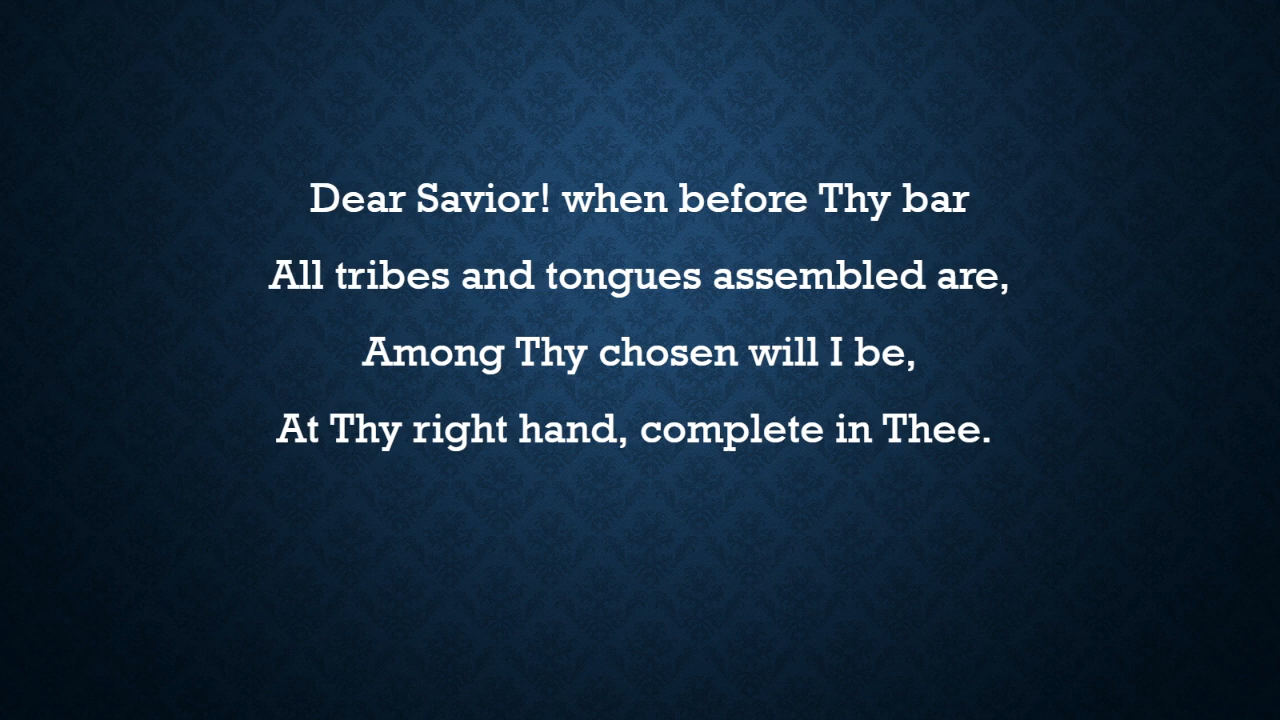 Dear Savior! when before Thy bar
All tribes and tongues assembled are,
Among Thy chosen will I be,
At Thy right hand, complete in Thee.